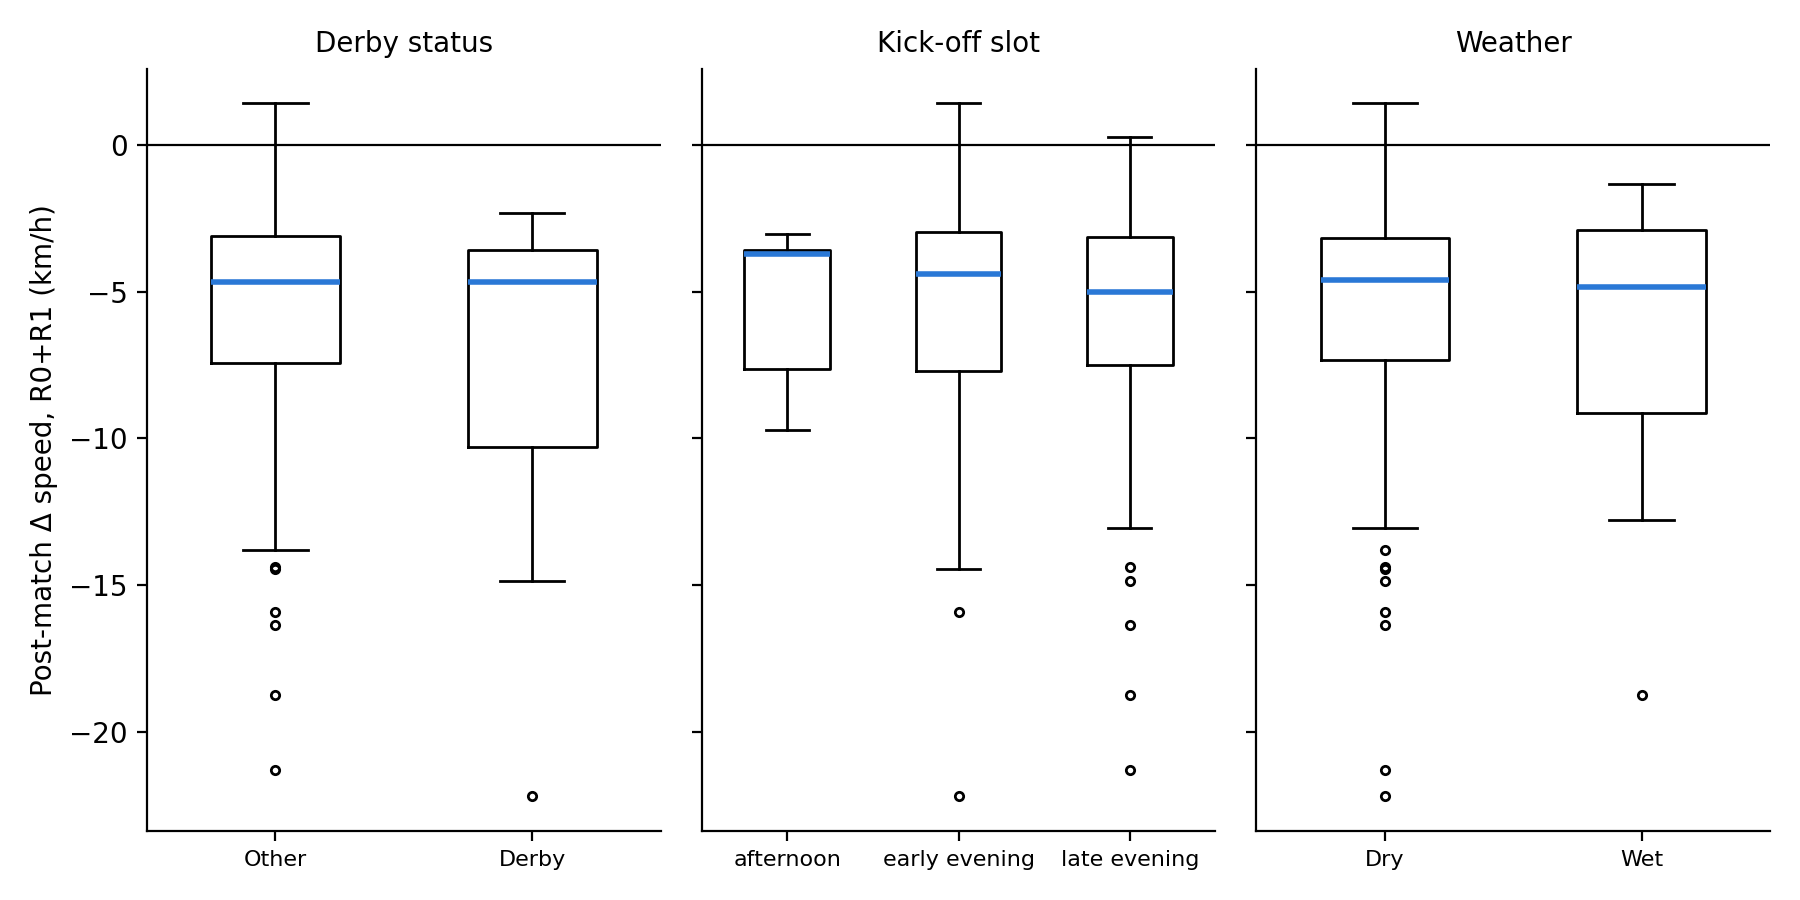 Derby status
Kick-off slot
Weather
Post-match Δ speed, R0+R1 (km/h)
0
−5
−10
−15
−20
Other
Derby
afternoon
early evening
late evening
Dry
Wet